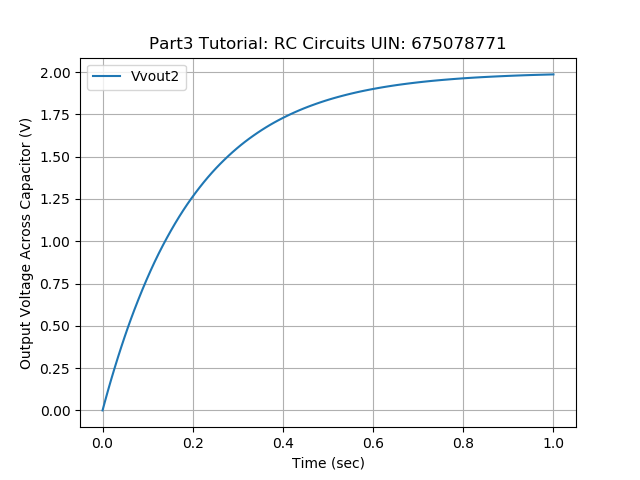 Part3 Tutorial: RC Circuits UIN: 675078771
Vvout2
Output Voltage Across Capacitor (V)
2.00
1.75
1.50
1.25
1.00
0.75
0.50
0.25
0.00
0.0 0.2 0.4 0.6 0.8 1.0
Time (sec)